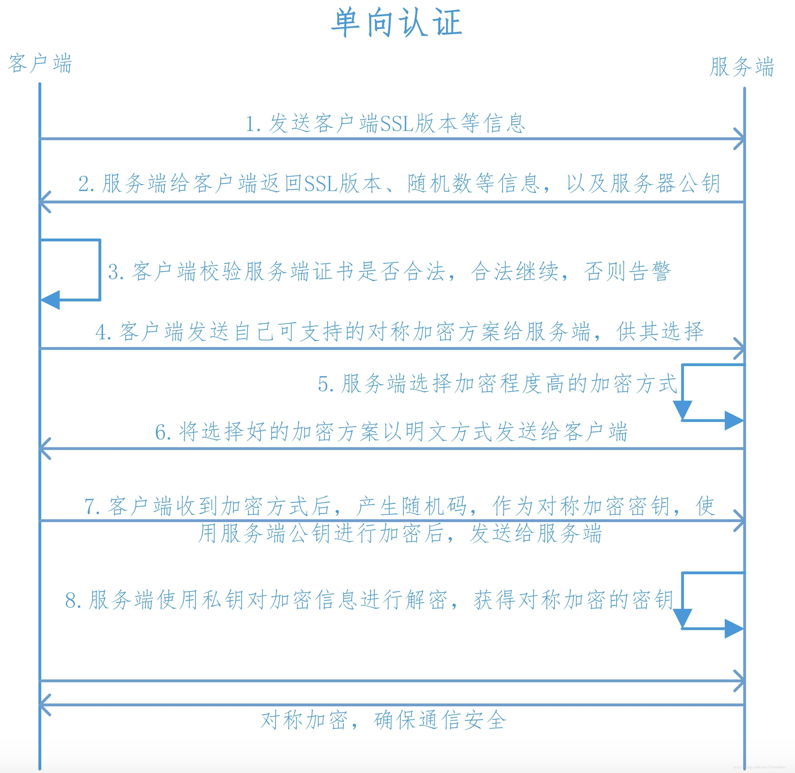 单向认证
客户端
服务端
1.发送客户端SSL版本等信息
2.服务端给客户端返回SSL版本、随机数等信息，以及服务器公钥
3.客户端校验服务端证书是否合法，合法继续，否则告警
4.客户端发送自己可支持的对称加密方案给服务端，供其选择
5.服务端选择加密程度高的加密方式
6.将选择好的加密方案以明文方式发送给客户端
7.客户端收到加密方式后，产生随机码，作为对称加密密钥，使
用服务端公钥进行加密后，发送给服务端
8.服务端使用私钥对加密信息进行解密，获得对称加密的密钥
对称加密，确保通信安全